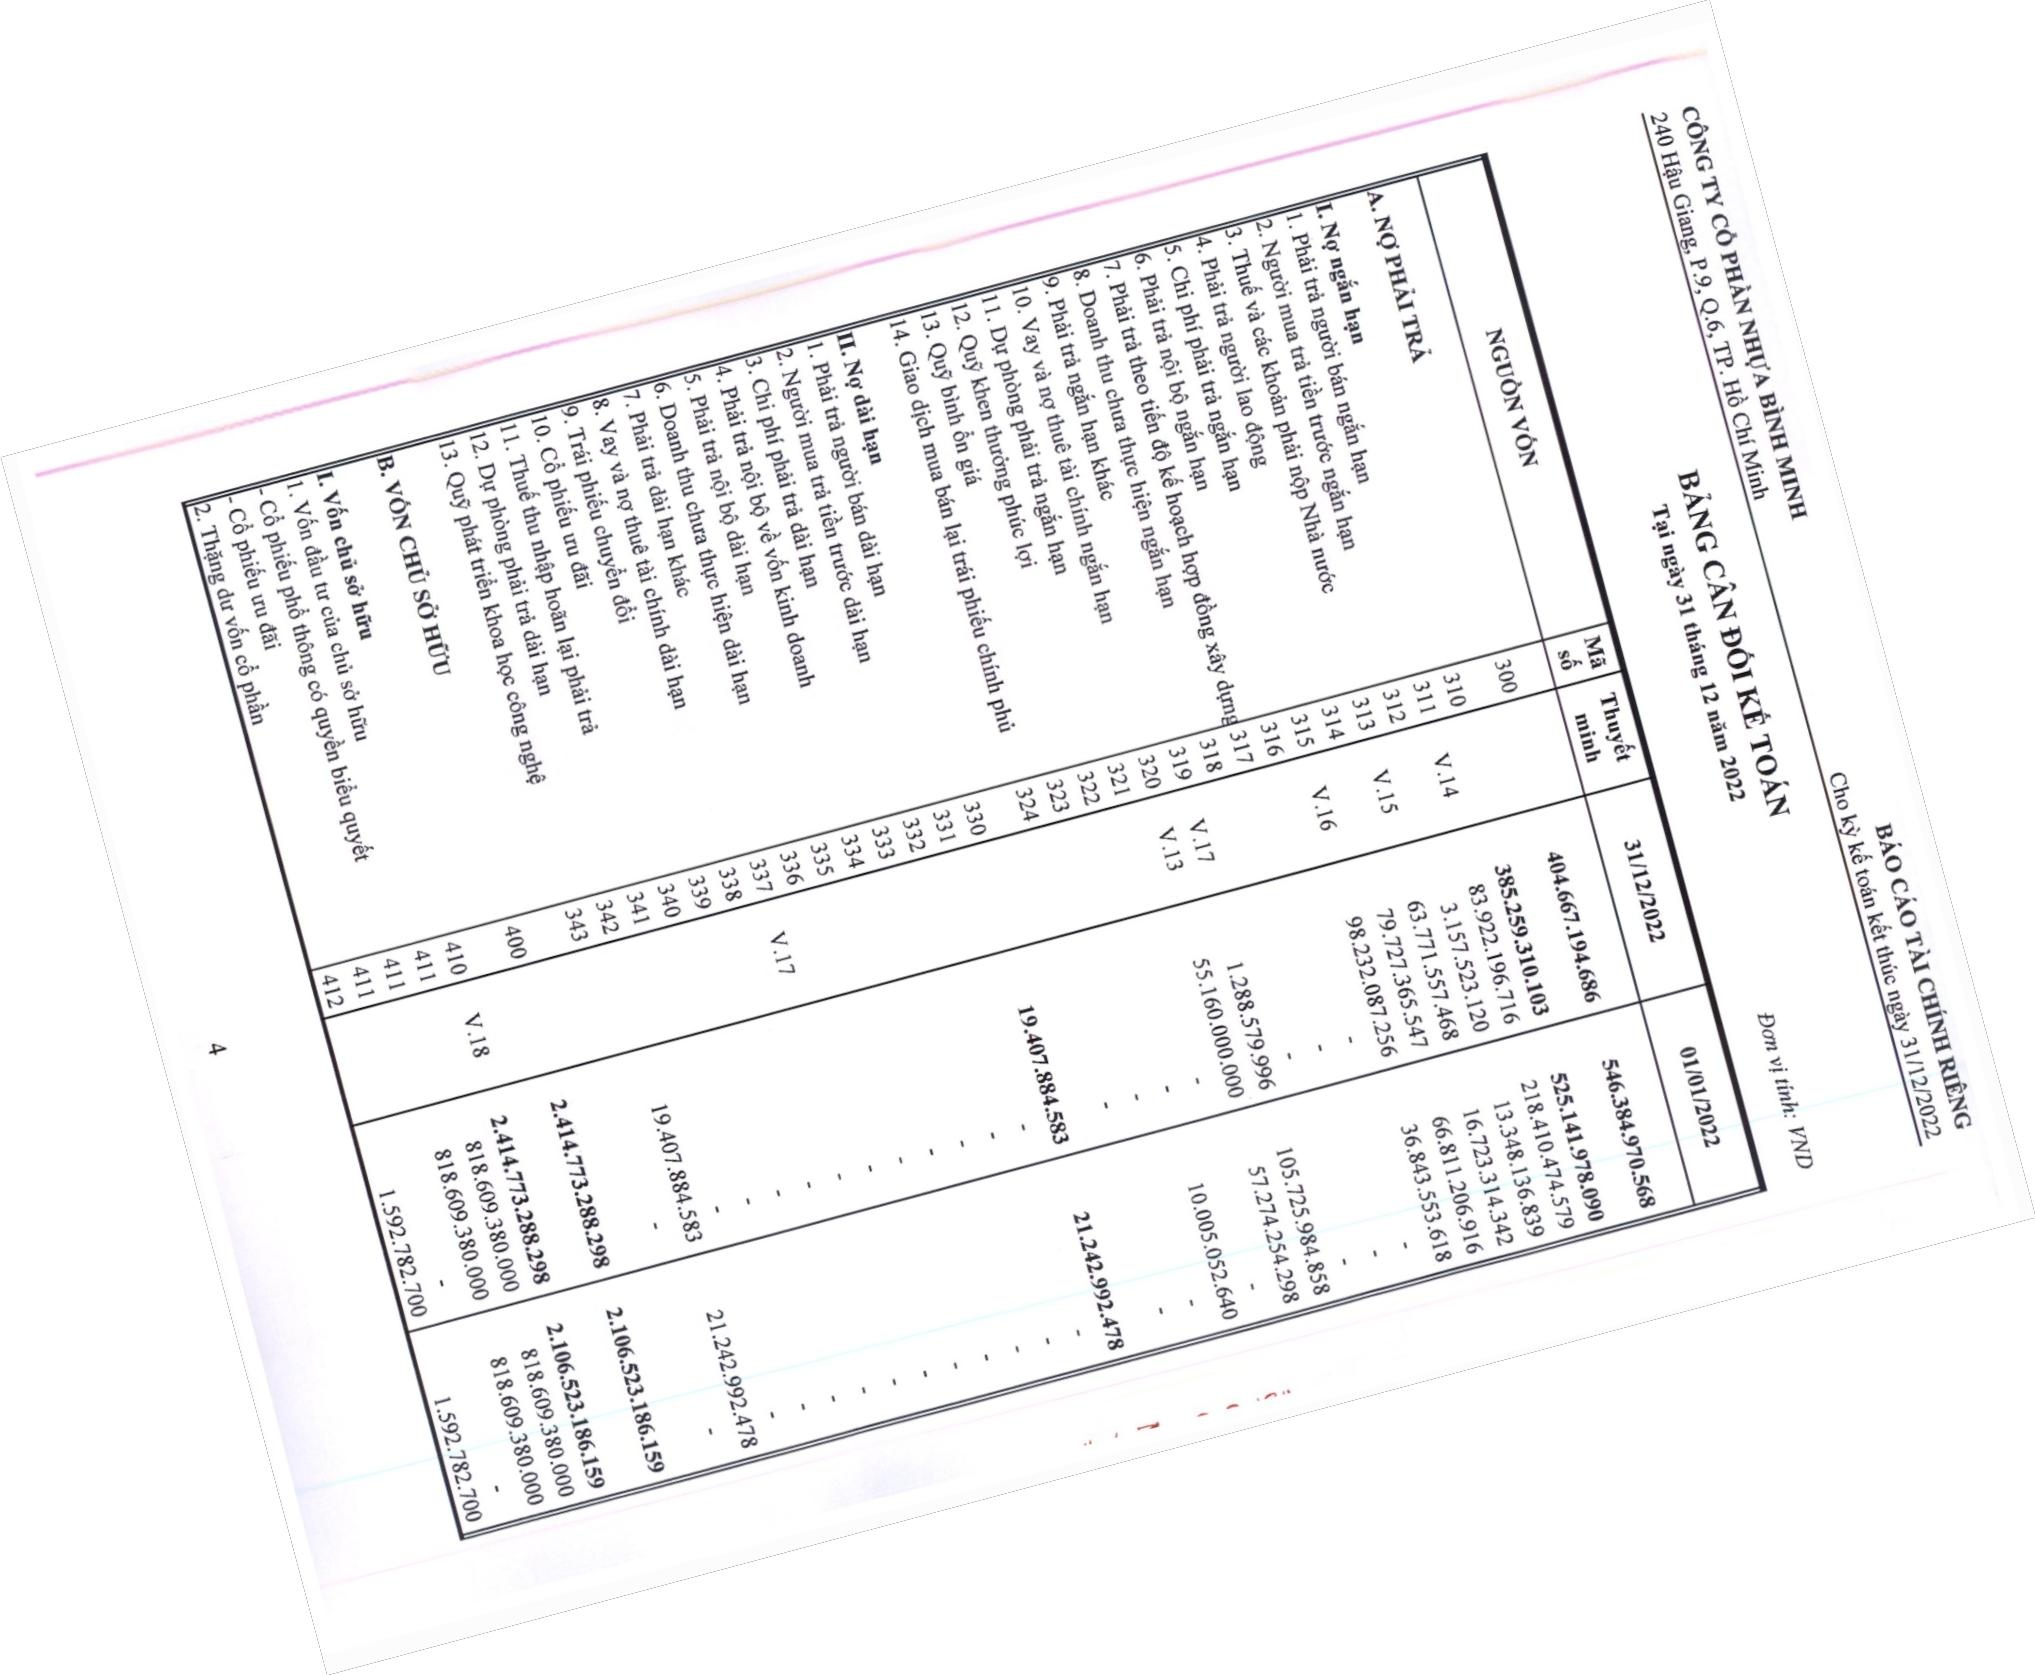 CÔNG TY CỔ PHẦN NHỰA BÌNH MINH
240 Hậu Giang, P.9, Q.6, TP. Hồ Chí Minh
BÁO CÁO TÀI CHÍNH RIÊNG
Cho kỳ kế toán kết thúc ngày 31/12/2022
BẢNG CÂN ĐỐI KẾ TOÁN
Tại ngày 31 tháng 12 năm 2022
Đơn vị tính: VND
NGUỒN VỐN Mã số Thuyết minh 31/12/2022 01/01/2022
A. NỢ PHẢI TRẢ 300 404.667.194.686 546.384.970.568
I. Nợ ngắn hạn 310 385.259.310.103 525.141.978.090
1. Phải trả người bán ngắn hạn 311 V.14 83.922.196.716 218.410.474.579
2. Người mua trả tiền trước ngắn hạn 312 3.157.523.120 13.348.136.839
3. Thuế và các khoản phải nộp Nhà nước 313 V.15 63.771.557.468 16.723.314.342
4. Phải trả người lao động 314 79.727.365.547 66.811.206.916
5. Chi phí phải trả ngắn hạn 315 V.16 98.232.087.256 36.843.553.618
6. Phải trả nội bộ ngắn hạn 316 - -
7. Phải trả theo tiến độ kế hoạch hợp đồng xây dựng 317 - -
8. Doanh thu chưa thực hiện ngắn hạn 318 - -
9. Phải trả ngắn hạn khác 319 V.17 1.288.579.996 105.725.984.858
10. Vay và nợ thuê tài chính ngắn hạn 320 V.13 55.160.000.000 57.274.254.298
11. Dự phòng phải trả ngắn hạn 321 - -
12. Quỹ khen thưởng phúc lợi 322 - 10.005.052.640
13. Quỹ bình ổn giá 323 - -
14. Giao dịch mua bán lại trái phiếu chính phủ 324 - -
II. Nợ dài hạn 330 19.407.884.583 21.242.992.478
1. Phải trả người bán dài hạn 331 - -
2. Người mua trả tiền trước dài hạn 332 - -
3. Chi phí phải trả dài hạn 333 - -
4. Phải trả nội bộ về vốn kinh doanh 334 - -
5. Phải trả nội bộ dài hạn 335 - -
6. Doanh thu chưa thực hiện dài hạn 336 - -
7. Phải trả dài hạn khác 337 V.17 - -
8. Vay và nợ thuê tài chính dài hạn 338 - -
9. Trái phiếu chuyển đổi 339 - -
10. Cổ phiếu ưu đãi 340 - -
11. Thuế thu nhập hoãn lại phải trả 341 - -
12. Dự phòng phải trả dài hạn 342 19.407.884.583 21.242.992.478
13. Quỹ phát triển khoa học công nghệ 343 - -
B. VỐN CHỦ SỞ HỮU 400 2.414.773.288.298 2.106.523.186.159
I. Vốn chủ sở hữu 410 V.18 2.414.773.288.298 2.106.523.186.159
1. Vốn đầu tư của chủ sở hữu 411 818.609.380.000 818.609.380.000
- Cổ phiếu phổ thông có quyền biểu quyết 411 818.609.380.000 818.609.380.000
- Cổ phiếu ưu đãi 411 - -
2. Thặng dư vốn cổ phần 412 1.592.782.700 1.592.782.700
4